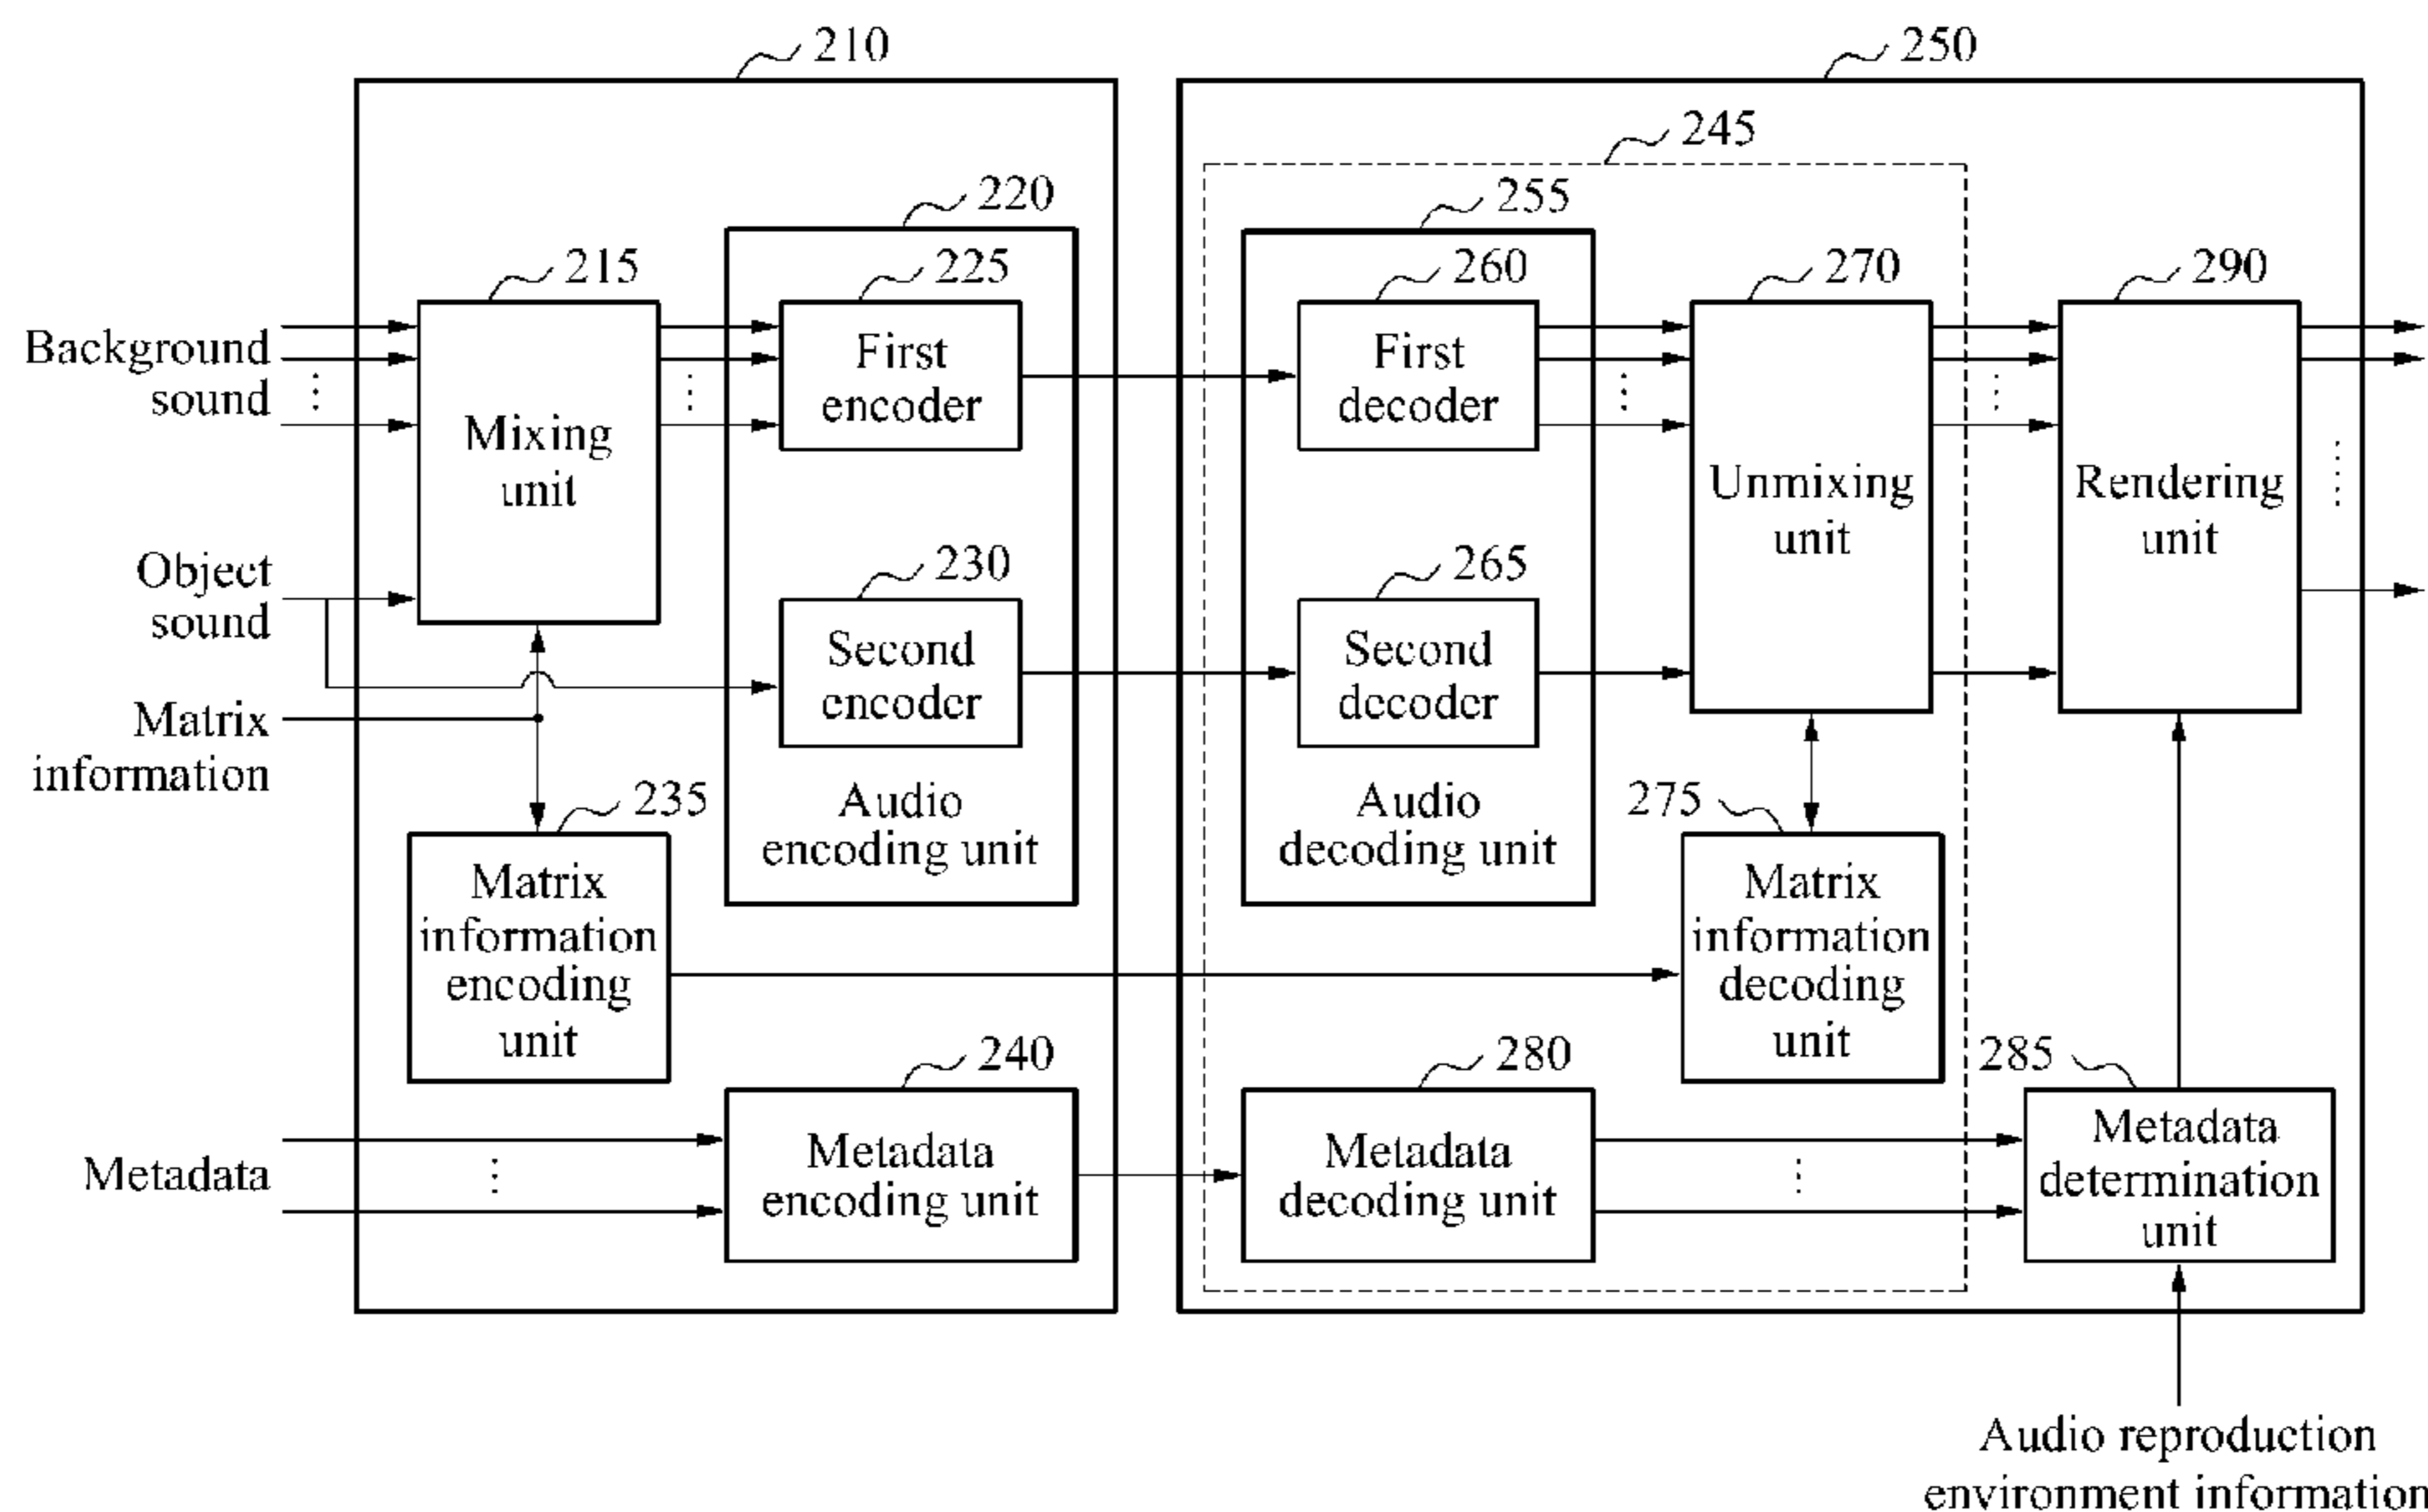 210
250
245
220
255
215
225
260
270
290
Background
sound
Mixing
unit
First
encoder
First
decoder
Unmixing
unit
Rendering
unit
Object
sound
230
265
Second
encoder
Second
decoder
Matrix
information
235
Audio
encoding unit
Audio
decoding unit
275
Matrix
information
encoding
unit
Matrix
information
decoding
unit
240
280
285
Metadata
Metadata
encoding unit
Metadata
decoding unit
Metadata
determination
unit
Audio reproduction
environment information